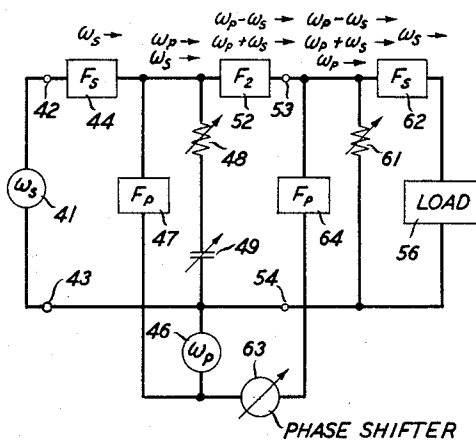 ωs → ωp → ωp-ωs → ωp-ωs → ωs →
ωs → ωp+ωs → ωp+ωs →
ωp →
42 Fs 44 F2 52 53 Fs 62
48 61
ωs 41 Fp 47 Fp 64 LOAD 56
49
43 54
46 ωp 63
PHASE SHIFTER